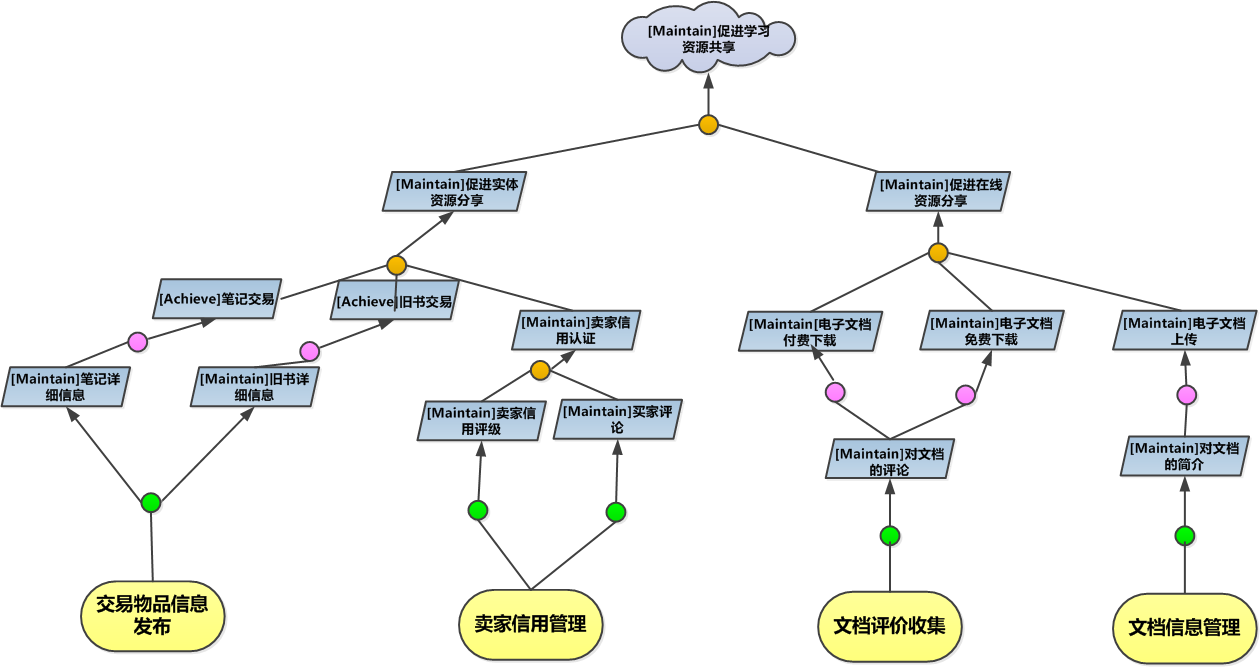 [Maintain]促进学习
资源共享
[Maintain]促进实体
资源分享
[Maintain]促进在线
资源分享
[Achieve]笔记交易
[Achieve]旧书交易
[Maintain]卖家信
用认证
[Maintain[电子文档
付费下载
[Maintain]电子文档
免费下载
[Maintain]电子文档
上传
[Maintain]笔记详
细信息
[Maintain]旧书详
细信息
[Maintain]卖家信
用评级
[Maintain]买家评
论
[Maintain]对文档
的评论
[Maintain]对文档
的简介
交易物品信息
发布
卖家信用管理
文档评价收集
文档信息管理